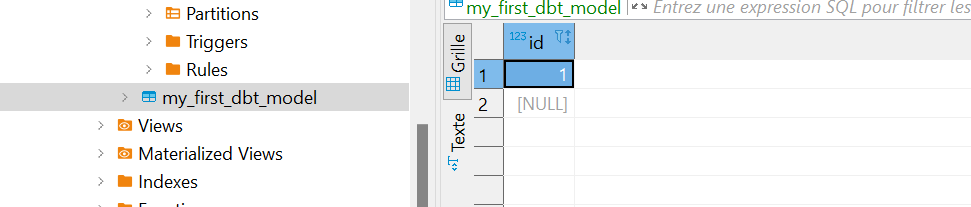 Partitions
Triggers
Rules
my_first_dbt_model
Views
Materialized Views
Indexes
my_first_dbt_model Entrez une expression SQL pour filtrer les
Grille
Texte
123 id
1 1
2 [NULL]